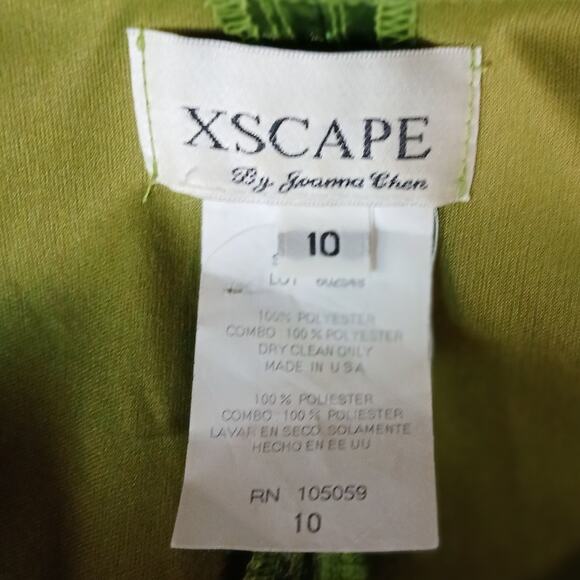 XSCAPE
By Joanna Chen
10
LOT
100% POLYESTER
COMBO: 100% POLYESTER
DRY CLEAN ONLY
MADE IN U S A
100 % POLIESTER
COMBO: 100 % POLIESTER
LAVAR EN SECO SOLAMENTE
HECHO EN EE UU
RN 105059
10